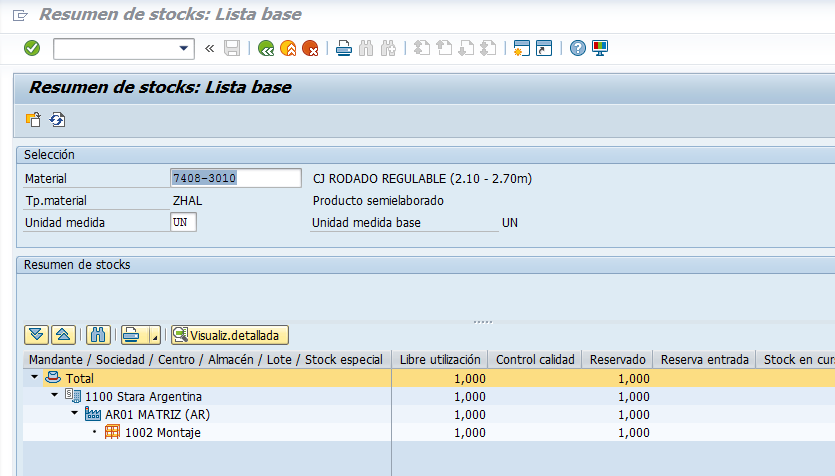 Resumen de stocks: Lista base
Resumen de stocks: Lista base
Selección
Material 7408-3010 CJ RODADO REGULABLE (2.10 - 2.70m)
Tp.material ZHAL Producto semielaborado
Unidad medida UN Unidad medida base UN
Resumen de stocks
Visualiz.detallada
Mandante / Sociedad / Centro / Almacén / Lote / Stock especial Libre utilización Control calidad Reservado Reserva entrada Stock en cur
Total 1,000 1,000
1100 Stara Argentina 1,000 1,000
AR01 MATRIZ (AR) 1,000 1,000
1002 Montaje 1,000 1,000